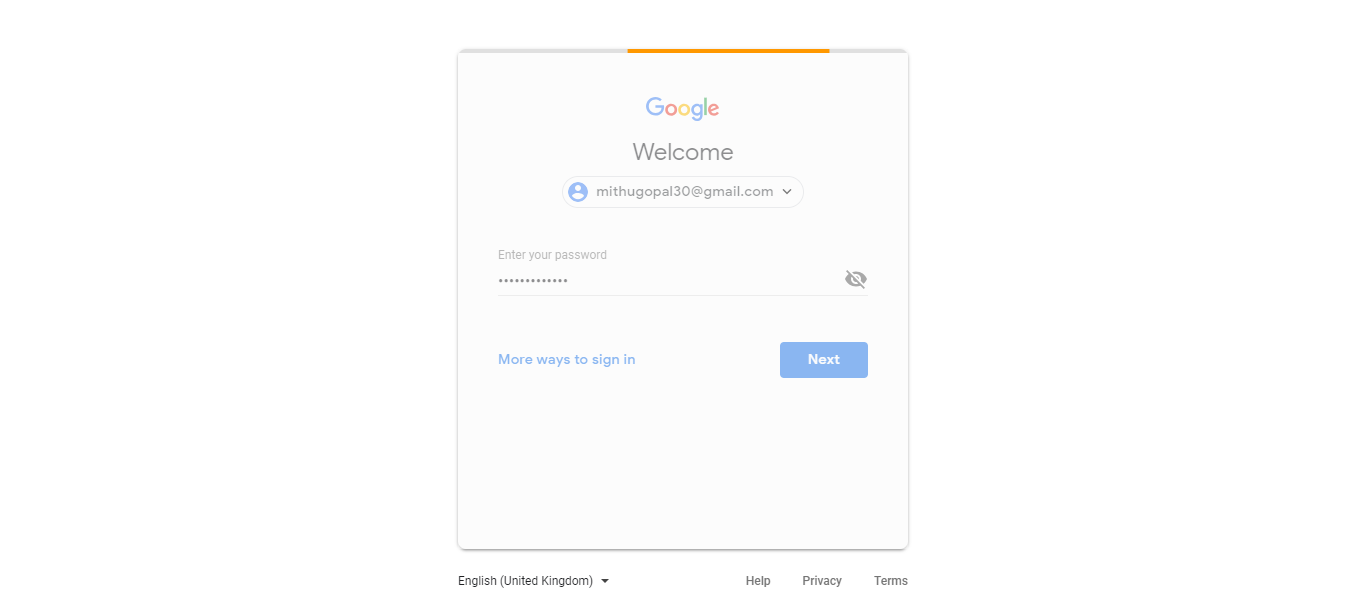 Google
Welcome
mithugopal30@gmail.com
Enter your password
•••••••••••••
More ways to sign in
Next
English (United Kingdom)
Help Privacy Terms